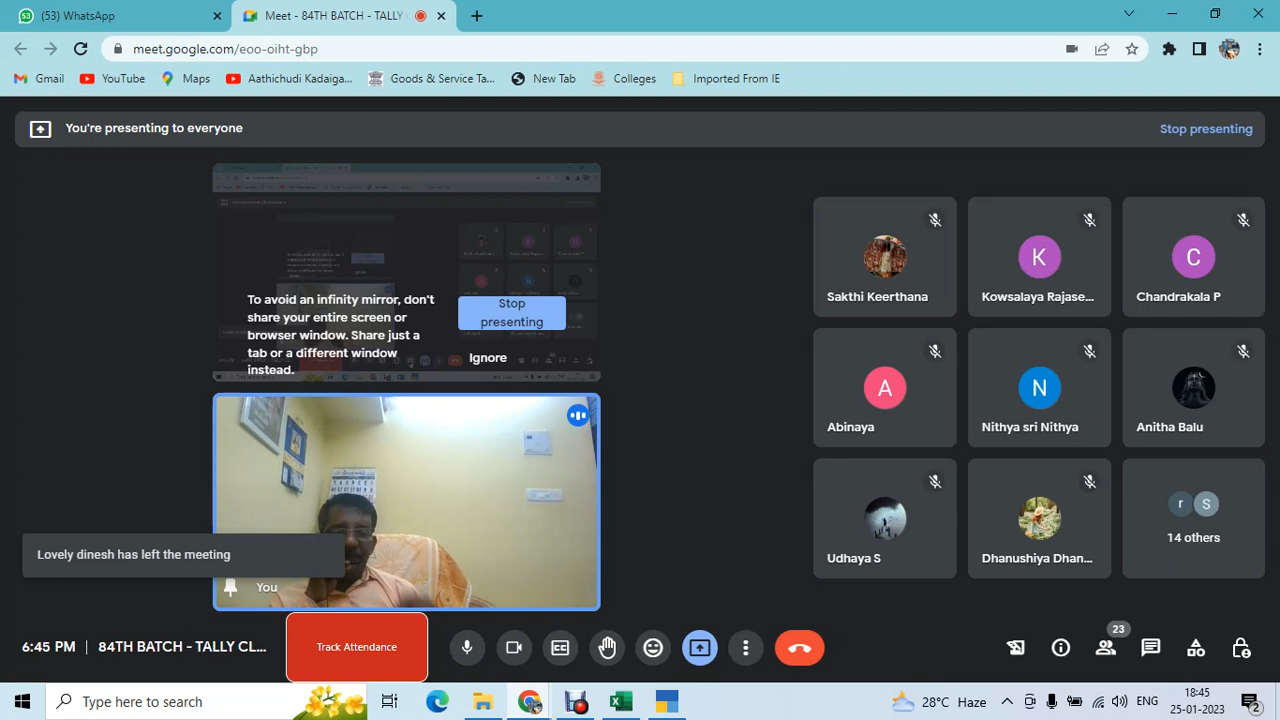 (53) WhatsApp
Meet - 84TH BATCH - TALLY
meet.google.com/eoo-oiht-gbp
Gmail
YouTube
Maps
Aathichudi Kadaiga...
Goods & Service Ta...
New Tab
Colleges
Imported From IE
You're presenting to everyone
Stop presenting
To avoid an infinity mirror, don't
share your entire screen or
browser window. Share just a
tab or a different window
instead.
Stop
presenting
Ignore
Sakthi Keerthana
K
Kowsalaya Rajase...
C
Chandrakala P
A
Abinaya
N
Nithya sri Nithya
Anitha Balu
Udhaya S
Dhanushiya Dhan...
r
S
14 others
Lovely dinesh has left the meeting
You
6:45 PM | 84TH BATCH - TALLY CL...
Track Attendance
23
Type here to search
28°C Haze
ENG
18:45
25-01-2023
2